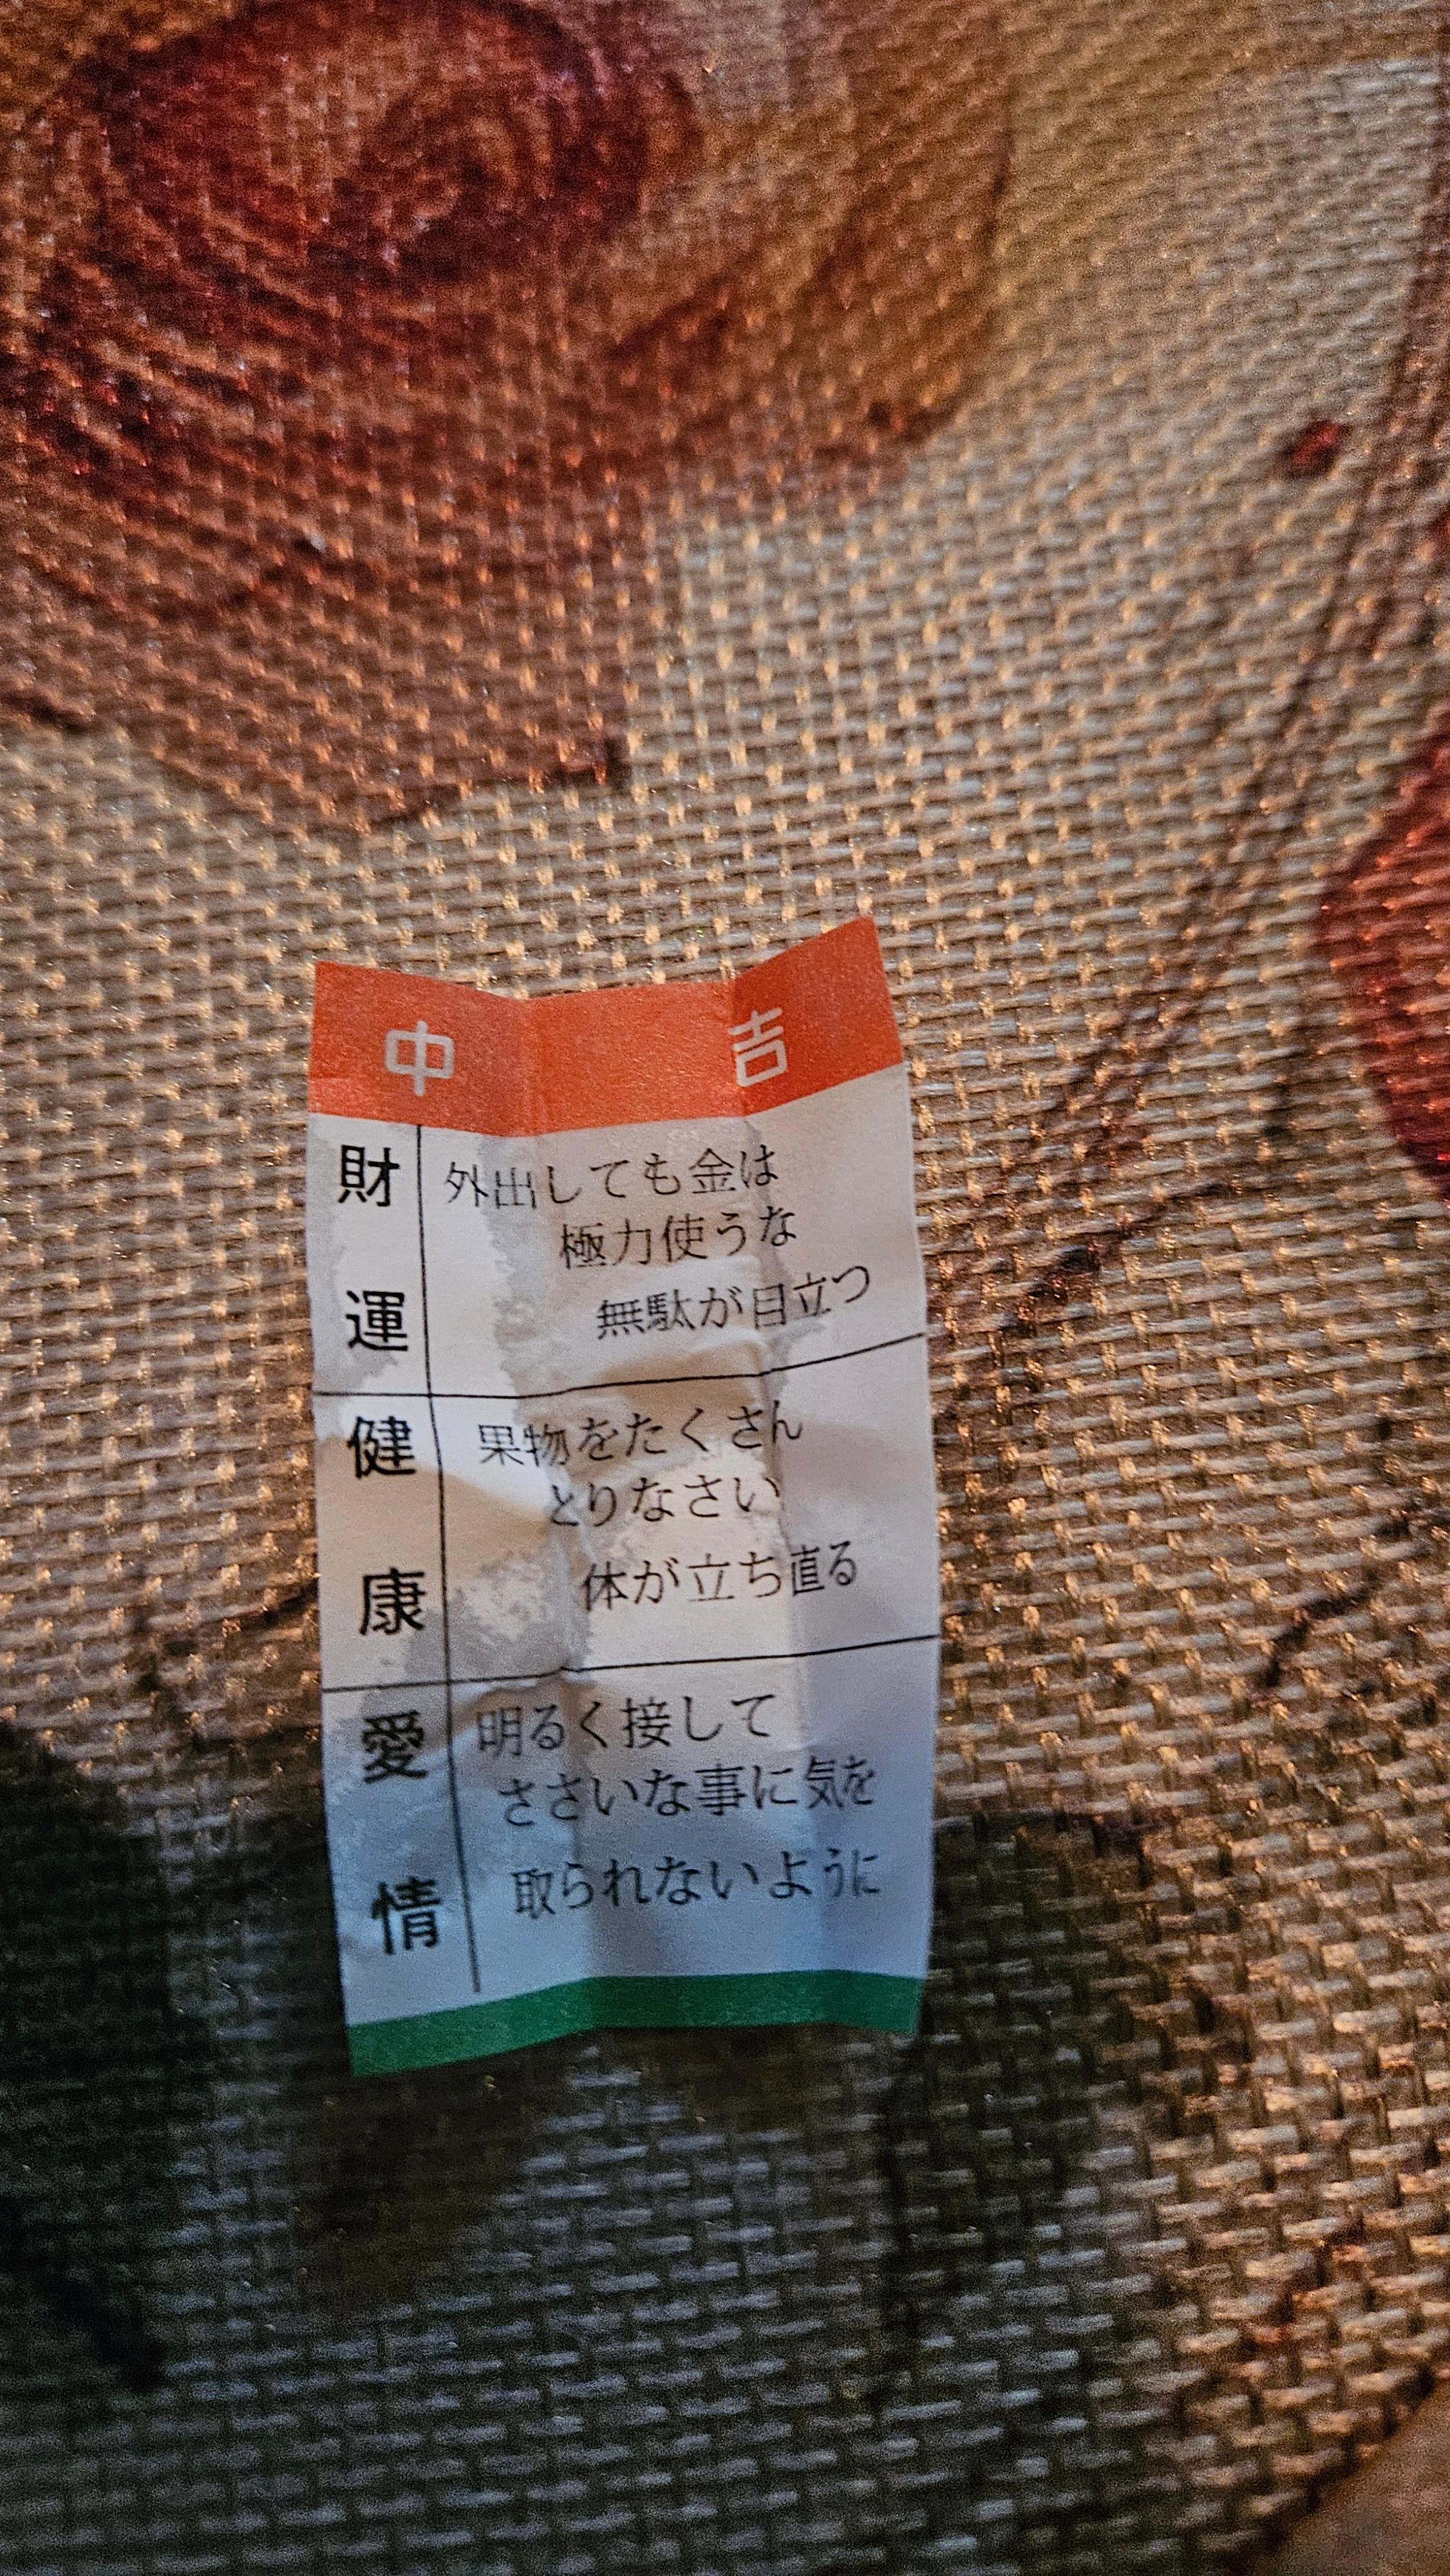 中 吉
財運
外出しても金は
極力使うな
無駄が目立つ
健康
果物をたくさん
とりなさい
体が立ち直る
愛情
明るく接して
ささいな事に気を
取られないように